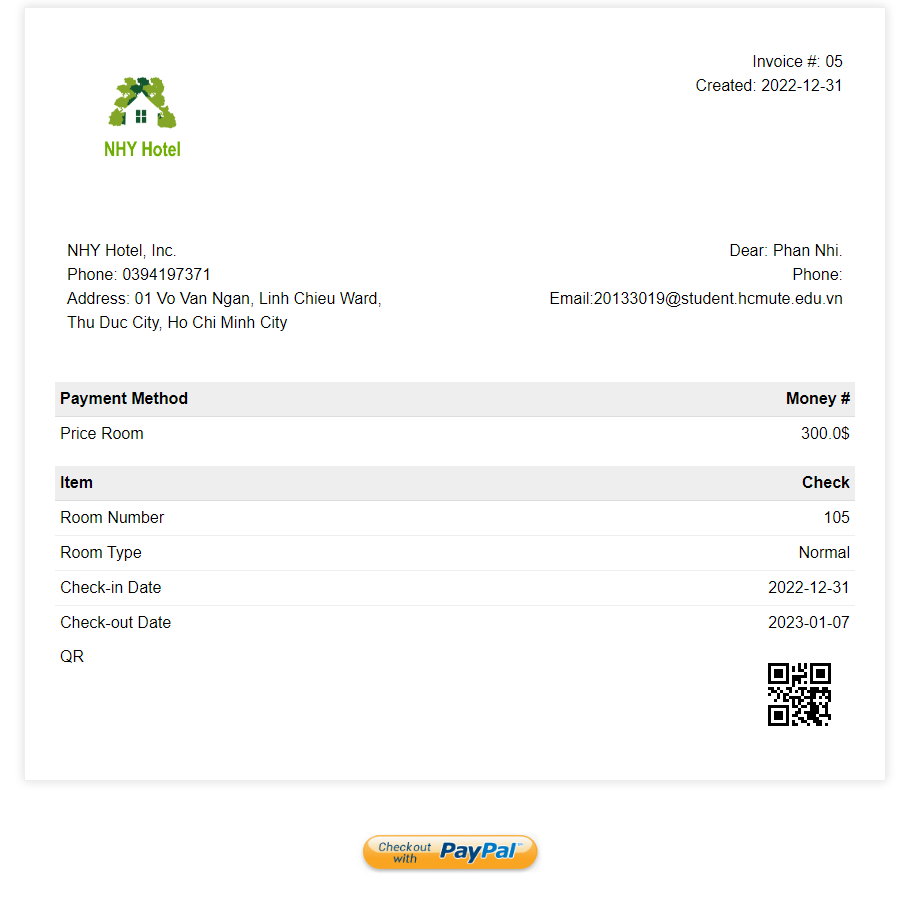 Invoice #: 05
Created: 2022-12-31
NHY Hotel
NHY Hotel, Inc.
Phone: 0394197371
Address: 01 Vo Van Ngan, Linh Chieu Ward,
Thu Duc City, Ho Chi Minh City
Dear: Phan Nhi.
Phone:
Email:20133019@student.hcmute.edu.vn
Payment Method Money #
Price Room 300.0$
Item Check
Room Number 105
Room Type Normal
Check-in Date 2022-12-31
Check-out Date 2023-01-07
QR
Checkout
with PayPal™